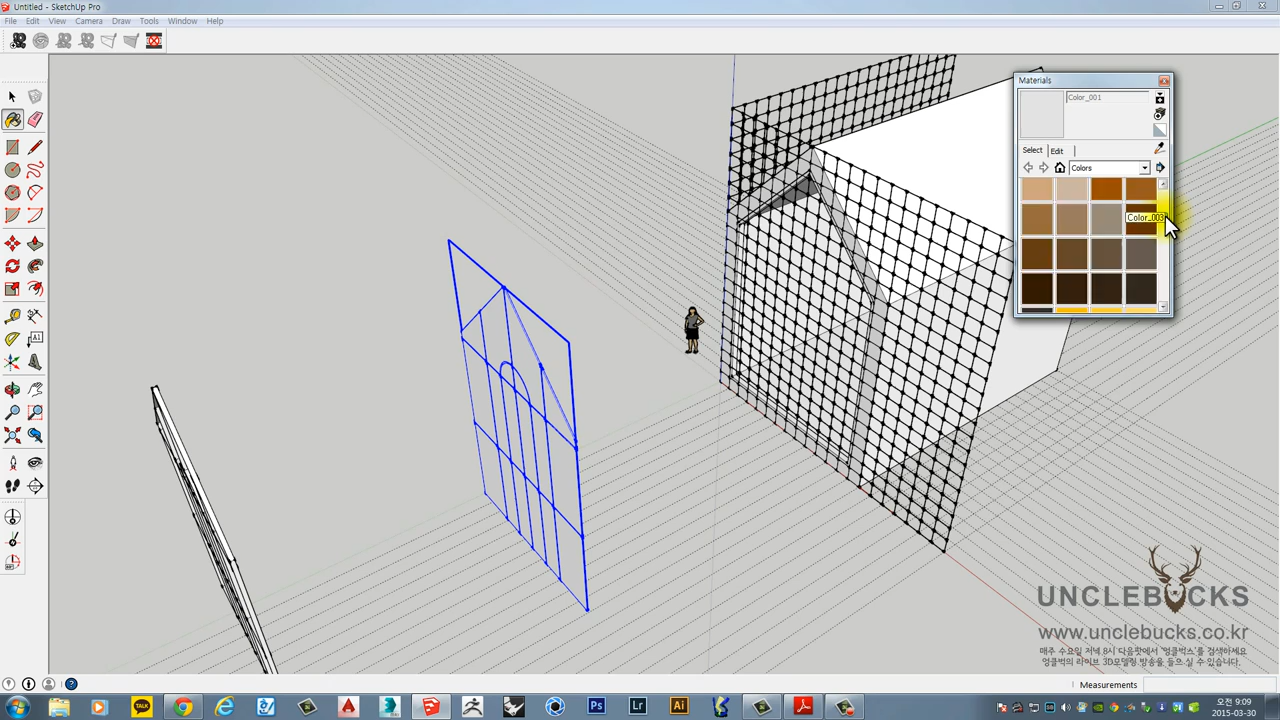 Untitled - SketchUp Pro
File Edit View Camera Draw Tools Window Help
Materials
Color_001
Select Edit
Colors
Color_003
UNCLEBUCKS
www.unclebucks.co.kr
매주 수요일 저녁 8시 다음팟에서 '엉클벅스'를 검색하세요
엉클벅의 라이브 3D모델링 방송을 들으실 수 있습니다.
Measurements
TALK
Ps
Lr
Ai
오전 9:09
2015-03-30